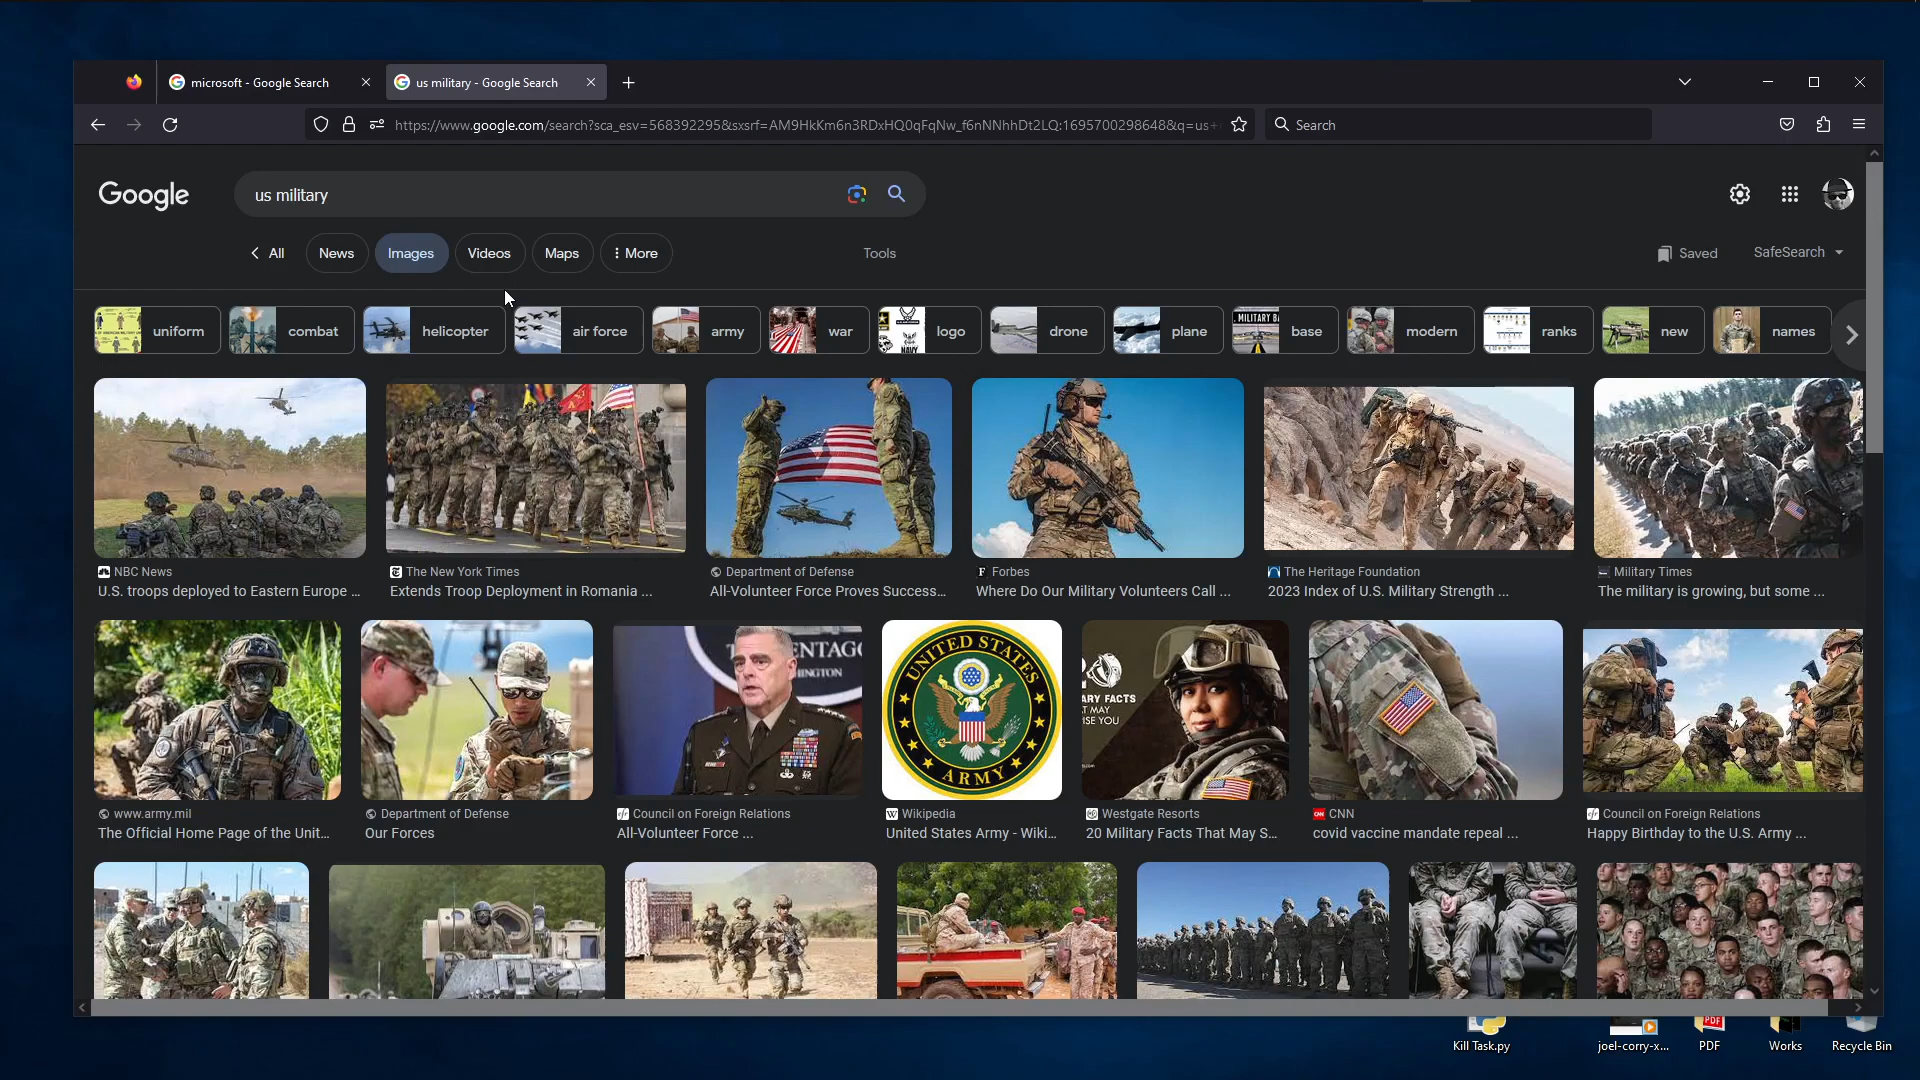 microsoft - Google Search
us military - Google Search
https://www.google.com/search?sca_esv=568392295&sxsrf=AM9HkKm6n3RDxHQ0qFqNw_f6nNNhhDt2LQ:1695700298648&q=us+
Search
Google
us military
All
News
Images
Videos
Maps
More
Tools
Saved
SafeSearch
uniform
combat
helicopter
air force
army
war
logo
drone
plane
base
modern
ranks
new
names
NBC News
U.S. troops deployed to Eastern Europe ...
The New York Times
Extends Troop Deployment in Romania ...
Department of Defense
All-Volunteer Force Proves Success...
Forbes
Where Do Our Military Volunteers Call ...
The Heritage Foundation
2023 Index of U.S. Military Strength ...
Military Times
The military is growing, but some ...
UNITED STATES
ARMY
www.army.mil
The Official Home Page of the Unit...
Department of Defense
Our Forces
Council on Foreign Relations
All-Volunteer Force ...
Wikipedia
United States Army - Wiki...
Westgate Resorts
20 Military Facts That May S...
CNN
covid vaccine mandate repeal ...
Council on Foreign Relations
Happy Birthday to the U.S. Army ...
Kill Task.py
joel-corry-x...
PDF
Works
Recycle Bin